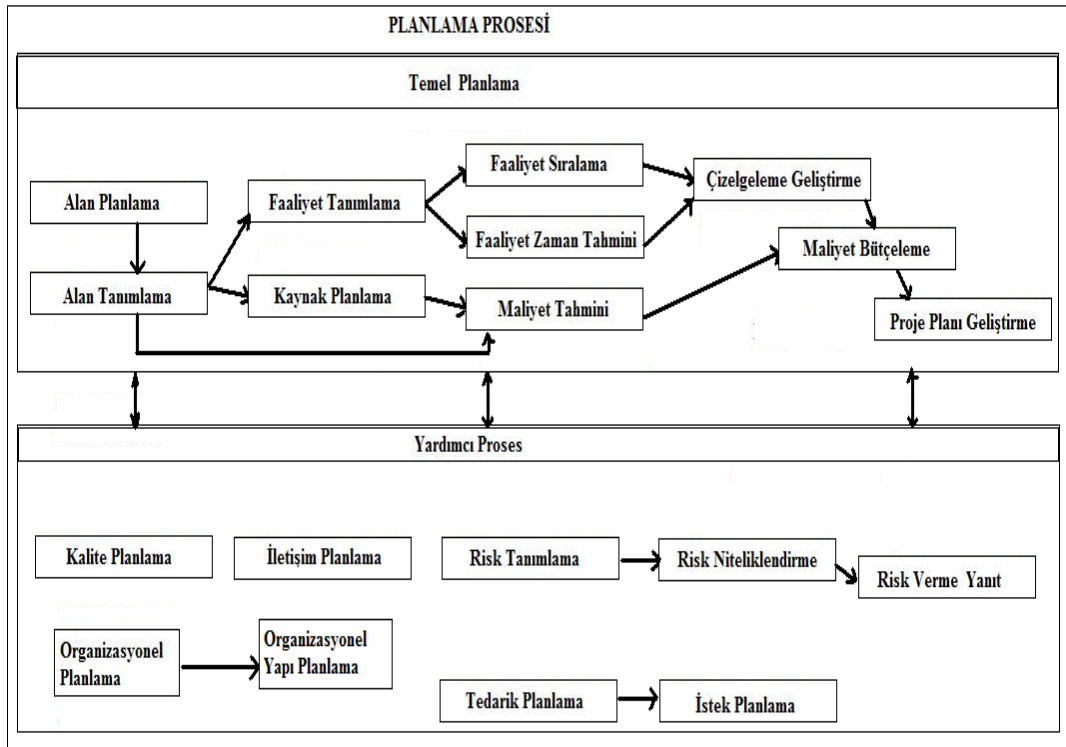 PLANLAMA PROSESİ
Temel Planlama
Alan Planlama
Alan Tanımlama
Faaliyet Tanımlama
Kaynak Planlama
Faaliyet Sıralama
Faaliyet Zaman Tahmini
Maliyet Tahmini
Çizelgeleme Geliştirme
Maliyet Bütçeleme
Proje Planı Geliştirme
Yardımcı Proses
Kalite Planlama
İletişim Planlama
Risk Tanımlama
Risk Niteliklendirme
Risk Verme Yanıt
Organizasyonel
Planlama
Organizasyonel
Yapı Planlama
Tedarik Planlama
İstek Planlama